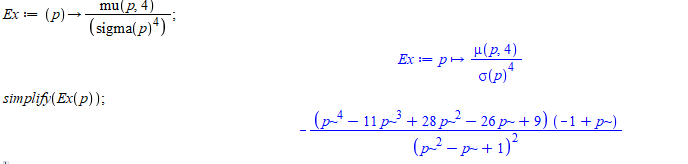 Ex := (p) → mu(p, 4) / (sigma(p)^4);
Ex := p ↦ μ(p, 4) / σ(p)^4
simplify(Ex(p));
- (p~^4 − 11 p~^3 + 28 p~^2 − 26 p~ + 9) (−1 + p~) / (p~^2 − p~ + 1)^2